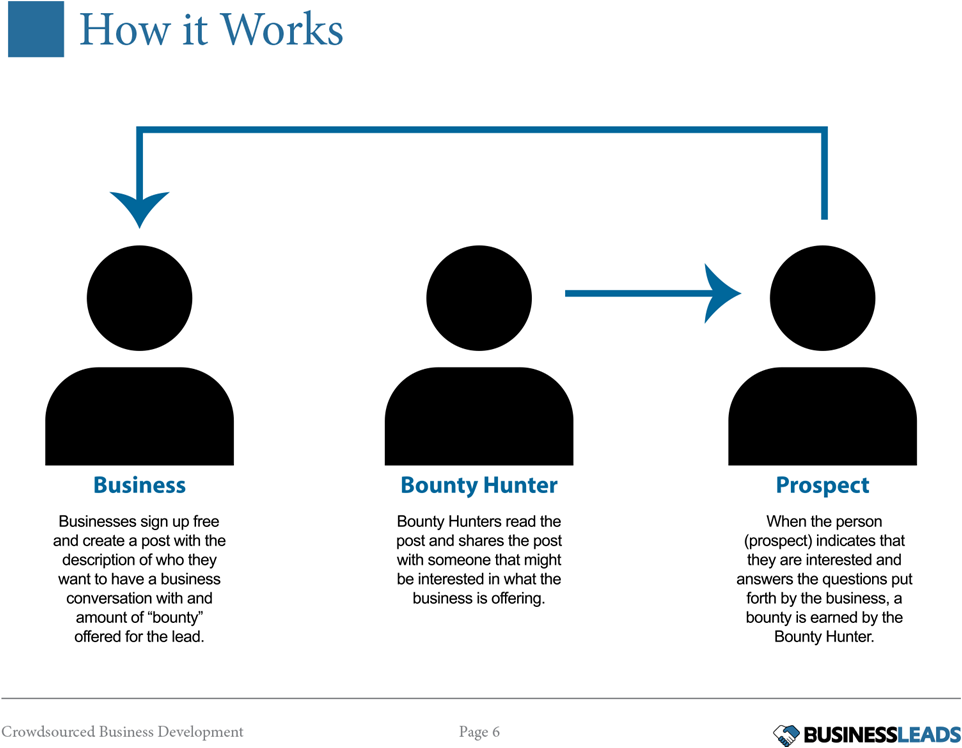 How it Works
Business
Businesses sign up free
and create a post with the
description of who they
want to have a business
conversation with and
amount of “bounty”
offered for the lead.
Bounty Hunter
Bounty Hunters read the
post and shares the post
with someone that might
be interested in what the
business is offering.
Prospect
When the person
(prospect) indicates that
they are interested and
answers the questions put
forth by the business, a
bounty is earned by the
Bounty Hunter.
Crowdsourced Business Development
Page 6
BUSINESSLEADS